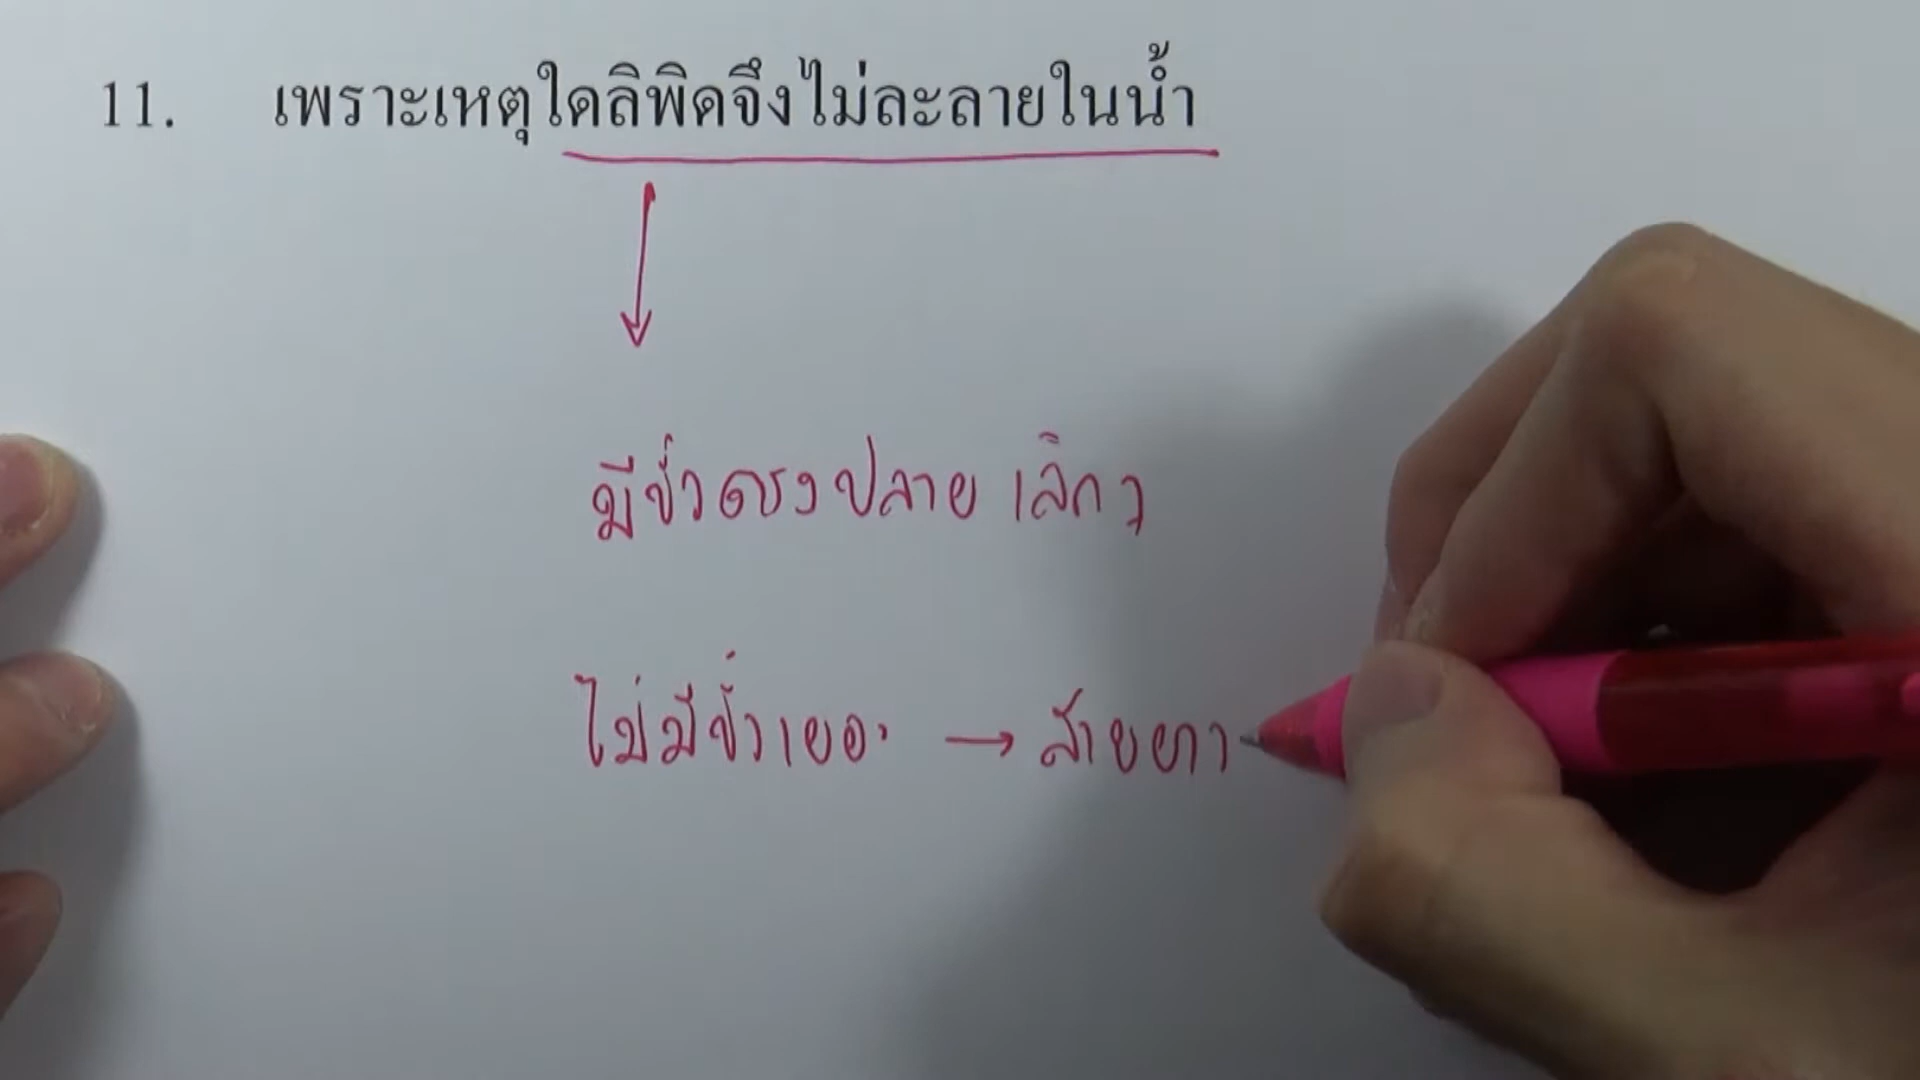 11. เพราะเหตุใดลิพิดจึงไม่ละลายในน้ำ
มีขั้วตรงปลายเล็กๆ
ไม่มีขั้วเยอะ → สายยาว